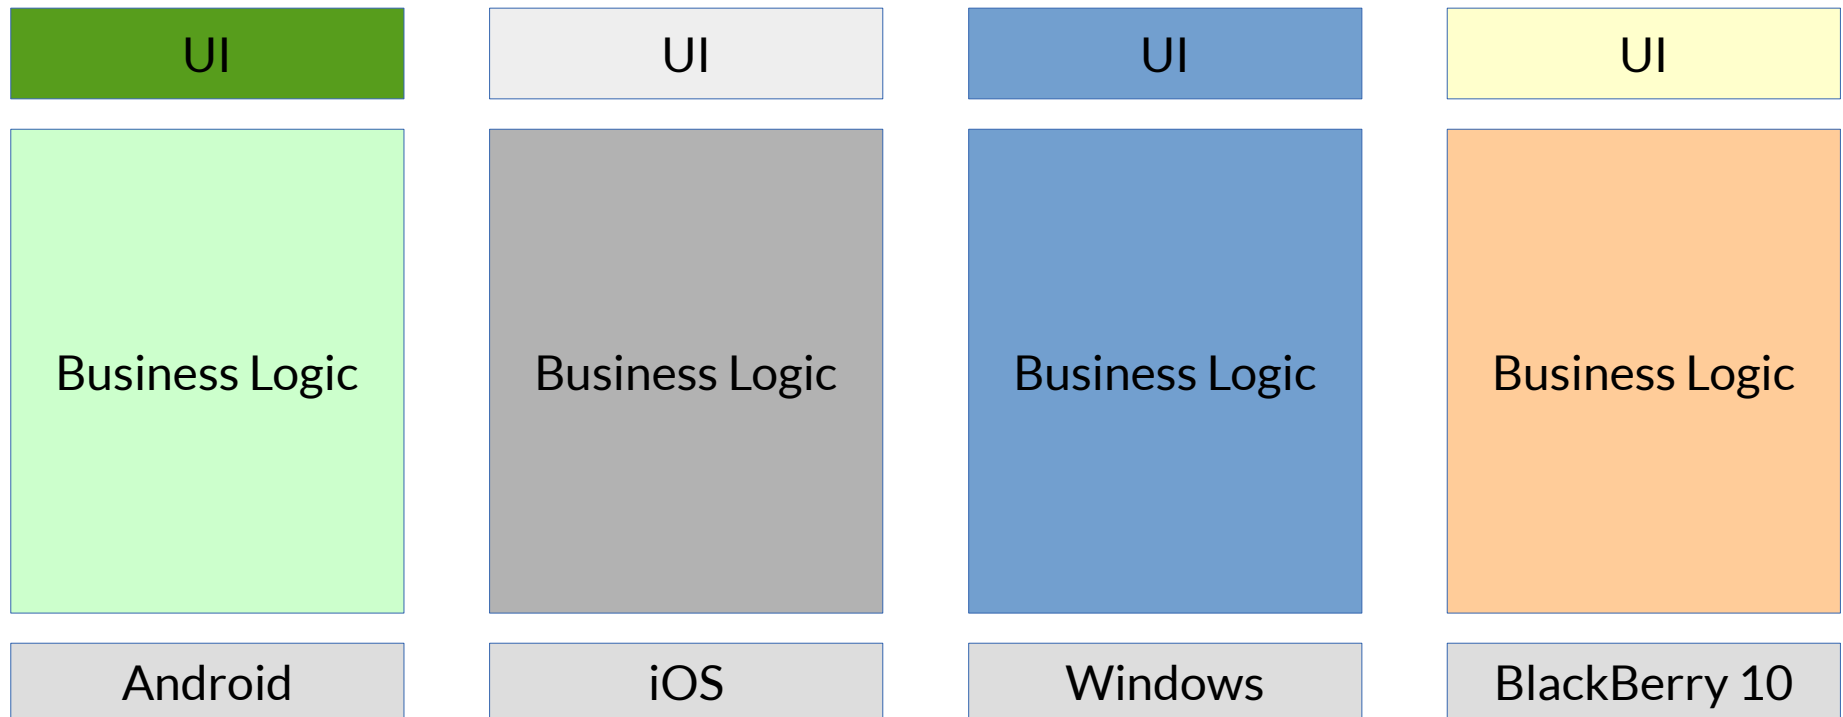 UI
UI
UI
UI
Business Logic
Business Logic
Business Logic
Business Logic
Android
iOS
Windows
BlackBerry 10